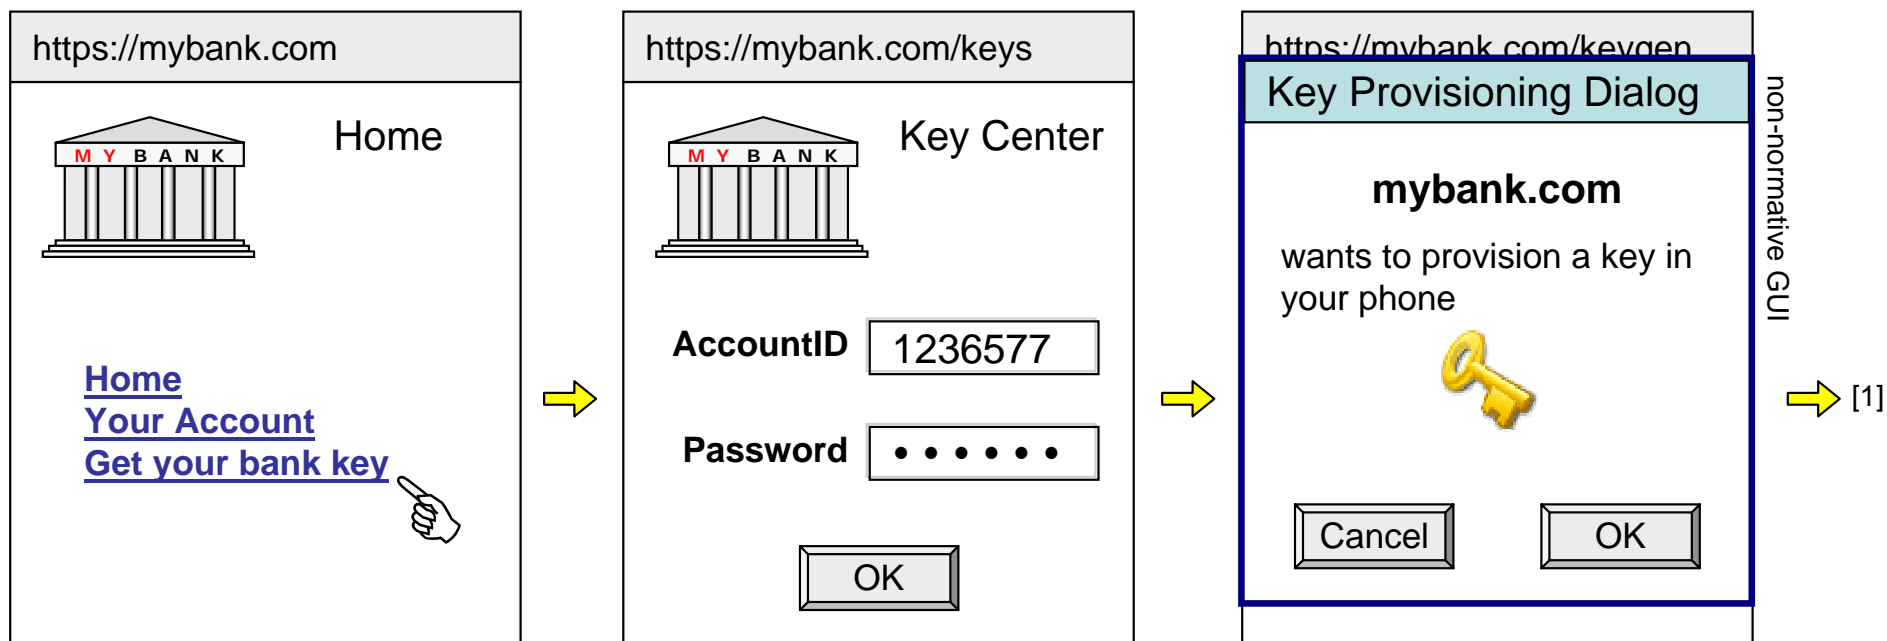 https://mybank.com
MY BANK
Home
Home
Your Account
Get your bank key
https://mybank.com/keys
MY BANK
Key Center
AccountID 1236577
Password ••••••
OK
https://mybank.com/keygen
Key Provisioning Dialog
mybank.com
wants to provision a key in
your phone
Cancel OK
non-normative GUI
[1]